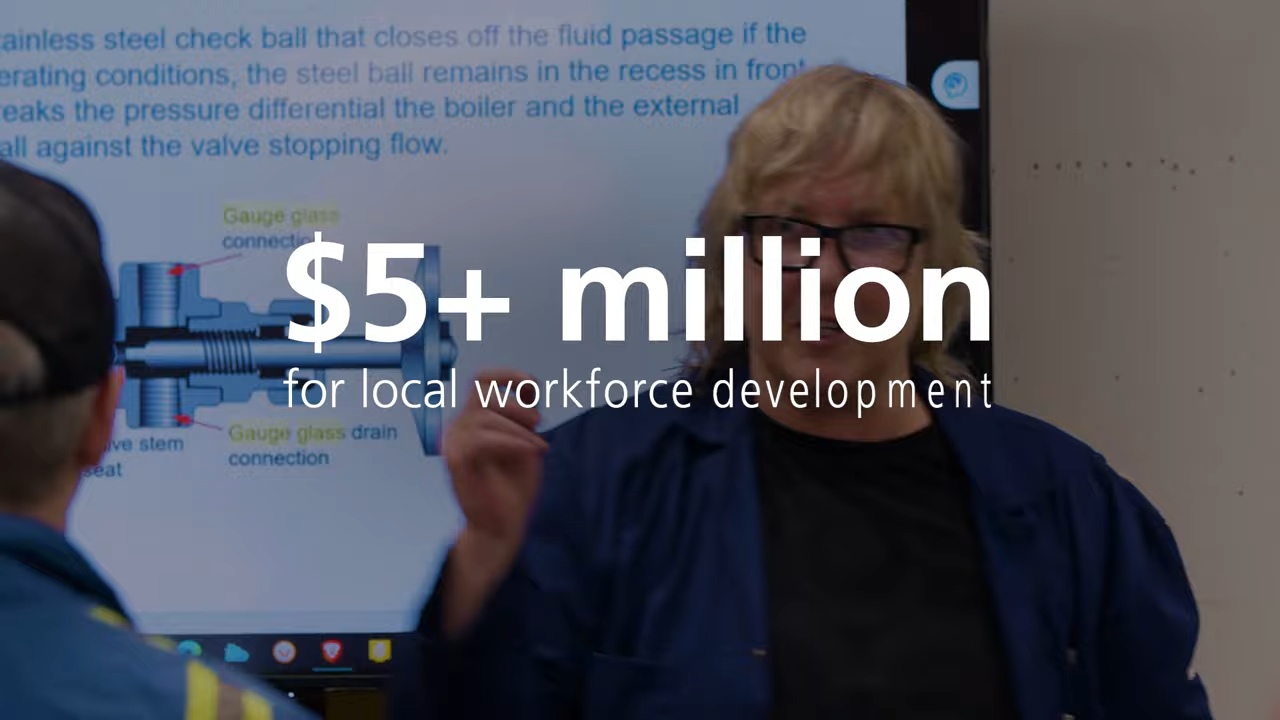 ainless steel check ball that closes off the fluid passage if the
erating conditions, the steel ball remains in the recess in front
reaks the pressure differential the boiler and the external
all against the valve stopping flow.
Gauge glass
connection
$5+ million
for local workforce development
Gauge glass drain
connection
ve stem
seat